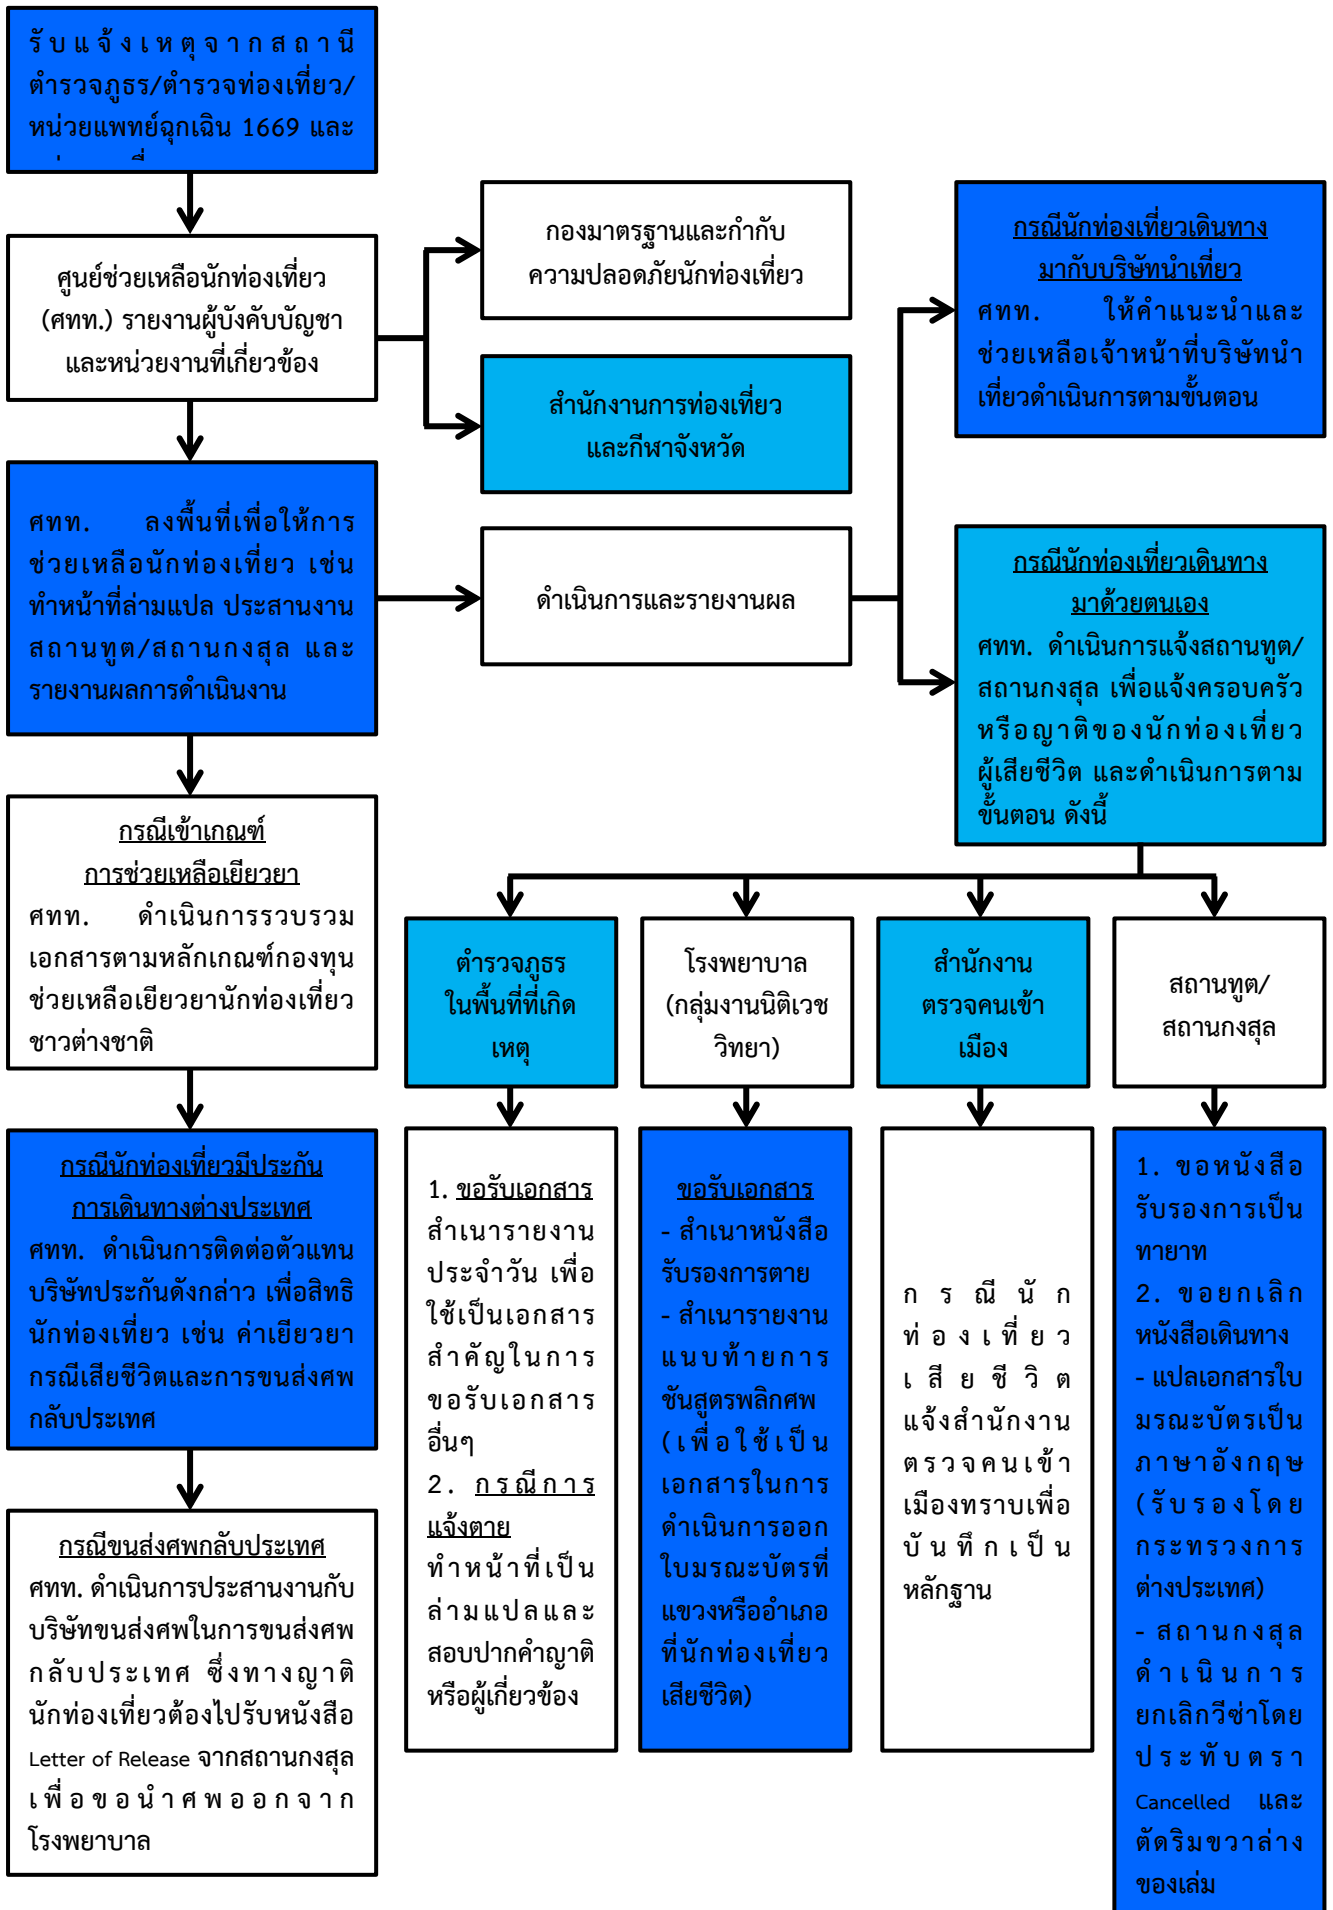 รับแจ้งเหตุจากสถานี
ตำรวจภูธร/ตำรวจท่องเที่ยว/
หน่วยแพทย์ฉุกเฉิน 1669 และ
ศูนย์ช่วยเหลือนักท่องเที่ยว
(ศทท.) รายงานผู้บังคับบัญชา
และหน่วยงานที่เกี่ยวข้อง
กองมาตรฐานและกำกับ
ความปลอดภัยนักท่องเที่ยว
สำนักงานการท่องเที่ยว
และกีฬาจังหวัด
ศทท. ลงพื้นที่เพื่อให้การ
ช่วยเหลือนักท่องเที่ยว เช่น
ทำหน้าที่ล่ามแปล ประสานงาน
สถานทูต/สถานกงสุล และ
รายงานผลการดำเนินงาน
ดำเนินการและรายงานผล
กรณีนักท่องเที่ยวเดินทาง
มากับบริษัทนำเที่ยว
ศทท. ให้คำแนะนำและ
ช่วยเหลือเจ้าหน้าที่บริษัทนำ
เที่ยวดำเนินการตามขั้นตอน
กรณีนักท่องเที่ยวเดินทาง
มาด้วยตนเอง
ศทท. ดำเนินการแจ้งสถานทูต/
สถานกงสุล เพื่อแจ้งครอบครัว
หรือญาติของนักท่องเที่ยว
ผู้เสียชีวิต และดำเนินการตาม
ขั้นตอน ดังนี้
กรณีเข้าเกณฑ์
การช่วยเหลือเยียวยา
ศทท. ดำเนินการรวบรวม
เอกสารตามหลักเกณฑ์กองทุน
ช่วยเหลือเยียวยานักท่องเที่ยว
ชาวต่างชาติ
กรณีนักท่องเที่ยวมีประกัน
การเดินทางต่างประเทศ
ศทท. ดำเนินการติดต่อตัวแทน
บริษัทประกันดังกล่าว เพื่อสิทธิ
นักท่องเที่ยว เช่น ค่าเยียวยา
กรณีเสียชีวิตและการขนส่งศพ
กลับประเทศ
กรณีขนส่งศพกลับประเทศ
ศทท. ดำเนินการประสานงานกับ
บริษัทขนส่งศพในการขนส่งศพ
กลับประเทศ ซึ่งทางญาติ
นักท่องเที่ยวต้องไปรับหนังสือ
Letter of Release จากสถานกงสุล
เพื่อขอนำศพออกจาก
โรงพยาบาล
ตำรวจภูธร
ในพื้นที่ที่เกิด
เหตุ
1. ขอรับเอกสาร
สำเนารายงาน
ประจำวัน เพื่อ
ใช้เป็นเอกสาร
สำคัญในการ
ขอรับเอกสาร
อื่นๆ
2. กรณีการ
แจ้งตาย
ทำหน้าที่เป็น
ล่ามแปลและ
สอบปากคำญาติ
หรือผู้เกี่ยวข้อง
โรงพยาบาล
(กลุ่มงานนิติเวช
วิทยา)
ขอรับเอกสาร
- สำเนาหนังสือ
รับรองการตาย
- สำเนารายงาน
แนบท้ายการ
ชันสูตรพลิกศพ
(เพื่อใช้เป็น
เอกสารในการ
ดำเนินการออก
ใบมรณะบัตรที่
แขวงหรืออำเภอ
ที่นักท่องเที่ยว
เสียชีวิต)
สำนักงาน
ตรวจคนเข้า
เมือง
กรณีนัก
ท่องเที่ยว
เสียชีวิต
แจ้งสำนักงาน
ตรวจคนเข้า
เมืองทราบเพื่อ
บันทึกเป็น
หลักฐาน
สถานทูต/
สถานกงสุล
1. ขอหนังสือ
รับรองการเป็น
ทายาท
2. ขอยกเลิก
หนังสือเดินทาง
- แปลเอกสารใบ
มรณะบัตรเป็น
ภาษาอังกฤษ
(รับรองโดย
กระทรวงการ
ต่างประเทศ)
- สถานกงสุล
ดำเนินการ
ยกเลิกวีซ่าโดย
ประทับตรา
Cancelled และ
ตัดริมขวาล่าง
ของเล่ม